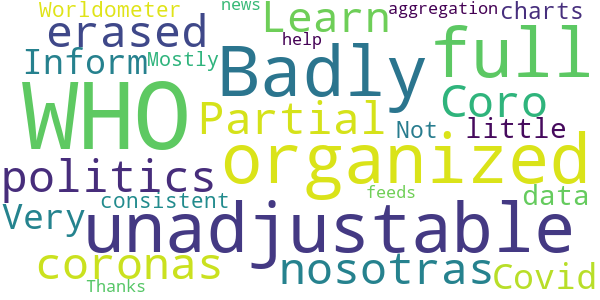 Worldometer news Learn aggregation charts
erased help full
Inform Mostly Badly
WHO Partial Coro
Not little
organized
politics
Very consistent feeds data
unadjustable
coronas nosotras Covid
Thanks